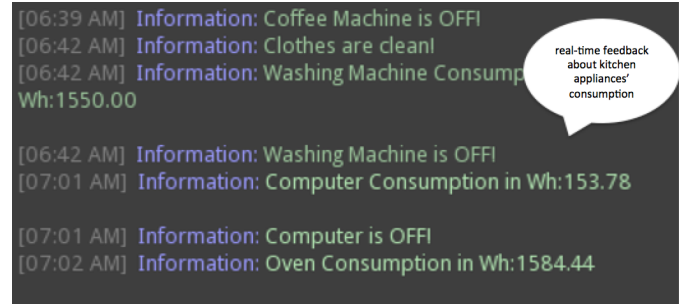 [06:39 AM] Information: Coffee Machine is OFF!
[06:42 AM] Information: Clothes are clean!
[06:42 AM] Information: Washing Machine Consump
Wh:1550.00
[06:42 AM] Information: Washing Machine is OFF!
[07:01 AM] Information: Computer Consumption in Wh:153.78
[07:01 AM] Information: Computer is OFF!
[07:02 AM] Information: Oven Consumption in Wh:1584.44
real-time feedback
about kitchen
appliances’
consumption